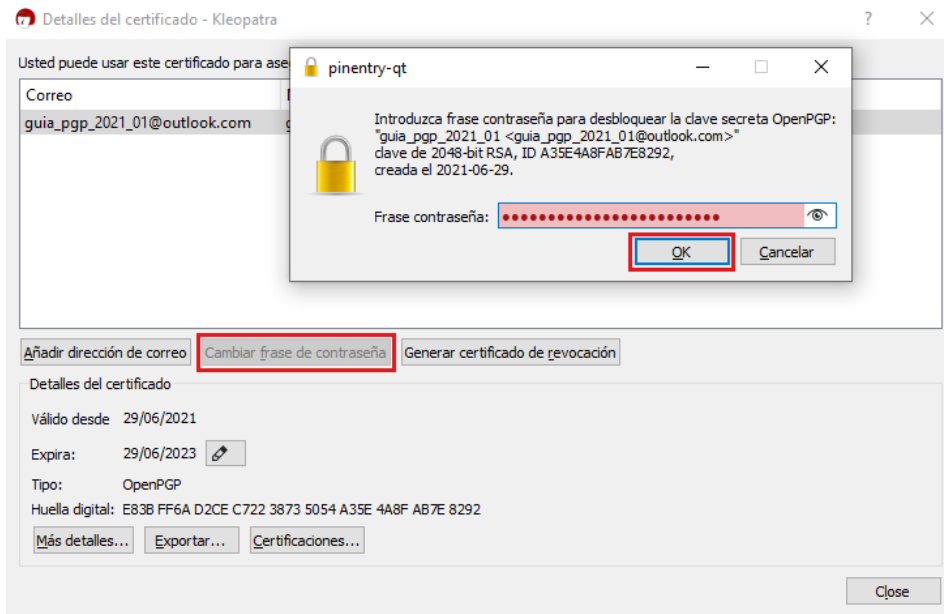 Detalles del certificado - Kleopatra
Usted puede usar este certificado para ase
Correo
guia_pgp_2021_01@outlook.com
pinentry-qt
Introduzca frase contraseña para desbloquear la clave secreta OpenPGP:
"guia_pgp_2021_01 <guia_pgp_2021_01@outlook.com>"
clave de 2048-bit RSA, ID A35E4A8FAB7E8292,
creada el 2021-06-29.
Frase contraseña:
OK
Cancelar
Añadir dirección de correo
Cambiar frase de contraseña
Generar certificado de revocación
Detalles del certificado
Válido desde 29/06/2021
Expira: 29/06/2023
Tipo: OpenPGP
Huella digital: E83B FF6A D2CE C722 3873 5054 A35E 4A8F AB7E 8292
Más detalles...
Exportar...
Certificaciones...
Close